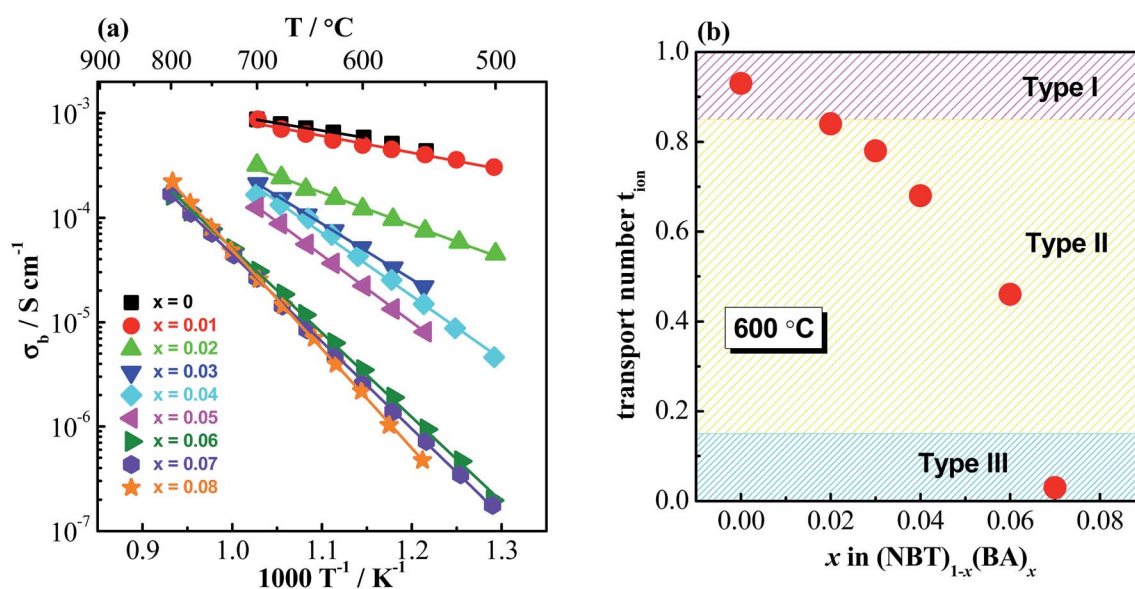 (a)
T / °C
900 800 700 600 500
10⁻³
10⁻⁴
10⁻⁵
10⁻⁶
10⁻⁷
σ_b / S cm⁻¹
x = 0
x = 0.01
x = 0.02
x = 0.03
x = 0.04
x = 0.05
x = 0.06
x = 0.07
x = 0.08
0.9 1.0 1.1 1.2 1.3
1000 T⁻¹ / K⁻¹
(b)
1.0
0.8
0.6
0.4
0.2
0.0
transport number t_ion
Type I
Type II
600 °C
Type III
0.00 0.02 0.04 0.06 0.08
x in (NBT)₁₋ₓ(BA)ₓ